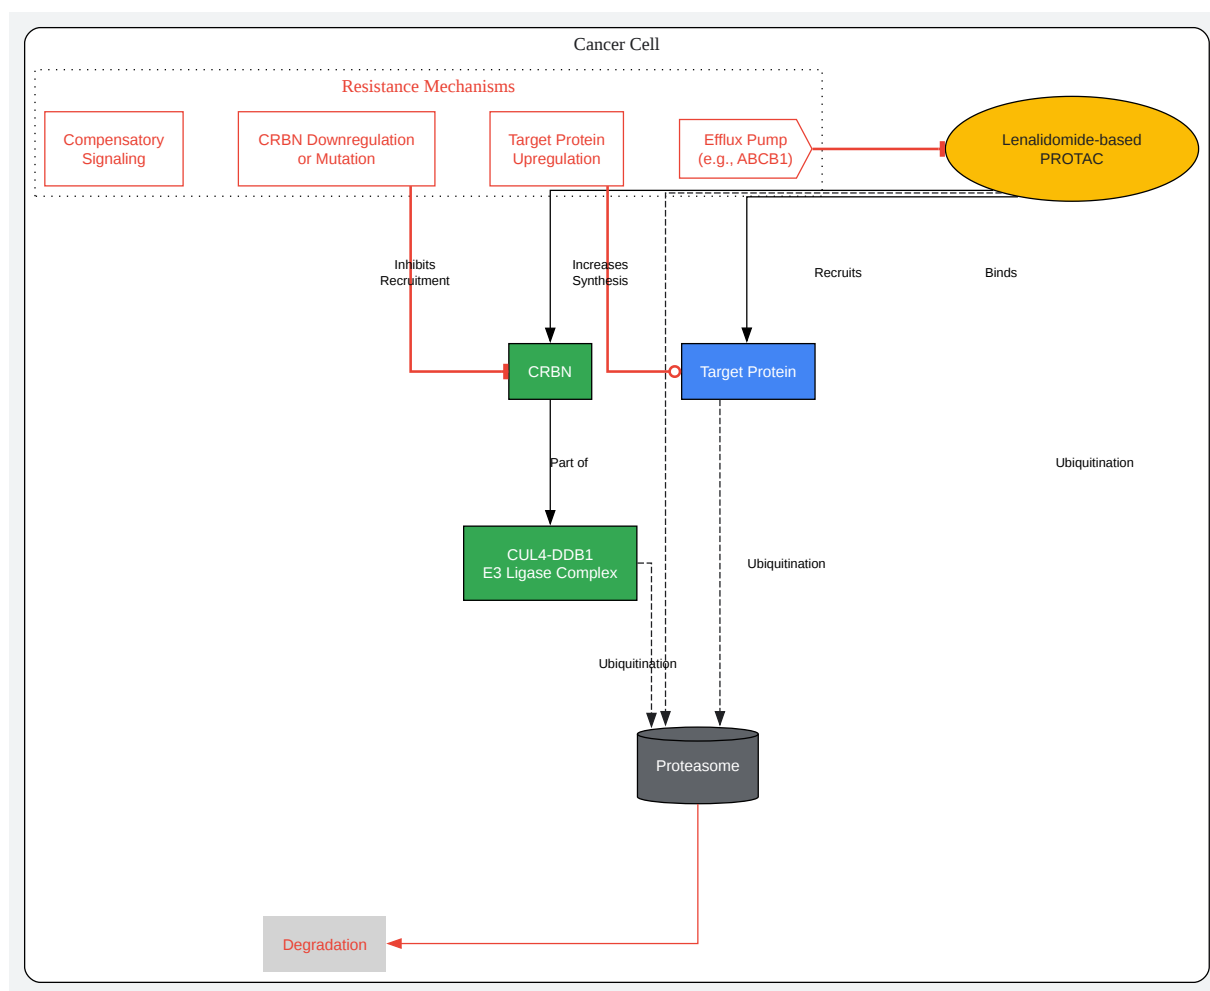 Cancer Cell
Resistance Mechanisms
Compensatory
Signaling
CRBN Downregulation
or Mutation
Target Protein
Upregulation
Efflux Pump
(e.g., ABCB1)
Lenalidomide-based
PROTAC
Inhibits
Recruitment
Increases
Synthesis
Recruits
Binds
CRBN
Target Protein
Part of
Ubiquitination
CUL4-DDB1
E3 Ligase Complex
Ubiquitination
Ubiquitination
Proteasome
Degradation